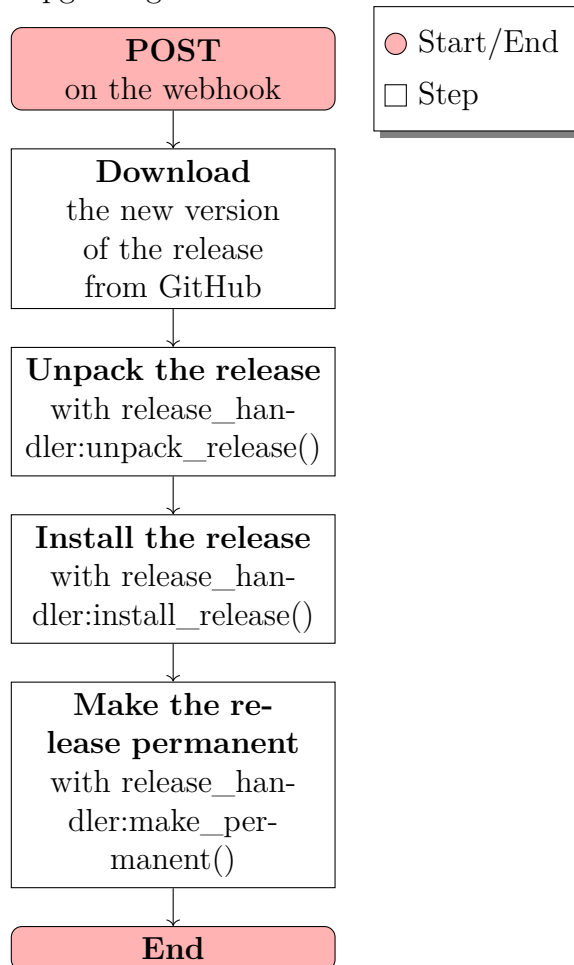 POST
on the webhook
Download
the new version
of the release
from GitHub
Unpack the release
with release_han-
dler:unpack_release()
Install the release
with release_han-
dler:install_release()
Make the re-
lease permanent
with release_han-
dler:make_per-
manent()
End
Start/End
Step